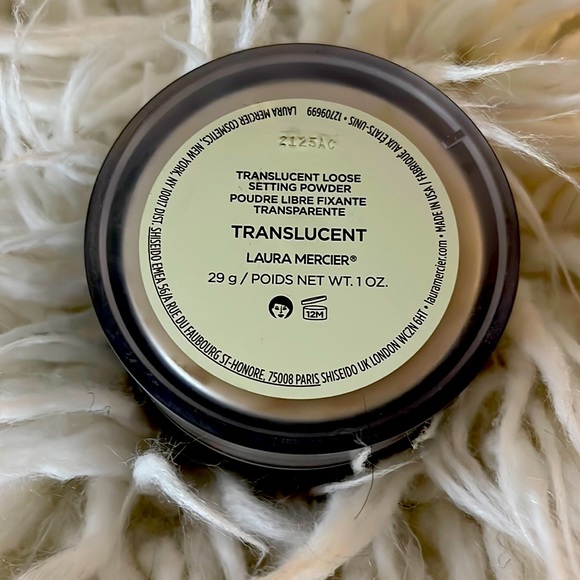 2125AC
TRANSLUCENT LOOSE
SETTING POWDER
POUDRE LIBRE FIXANTE
TRANSPARENTE
TRANSLUCENT
LAURA MERCIER®
29 g / POIDS NET WT. 1 OZ.
12M
LAURA MERCIER COSMETICS, NEW YORK, NY 10017 DIST. SHISEIDO EMEA 56/A RUE DU FAUBOURG ST-HONORE, 75008 PARIS SHISEIDO UK LONDON WC2N 6HT • lauramercier.com • MADE IN USA / FABRIQUÉ AUX ÉTATS-UNIS • 12709699